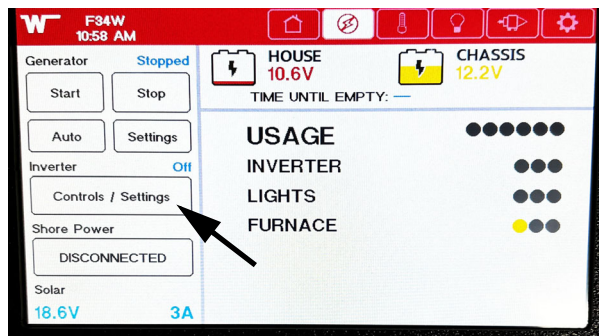 F34W
10:58 AM
Generator Stopped
Start Stop
Auto Settings
Inverter Off
Controls / Settings
Shore Power
DISCONNECTED
Solar
18.6V 3A
HOUSE
10.6V
CHASSIS
12.2V
TIME UNTIL EMPTY: —
USAGE
INVERTER
LIGHTS
FURNACE